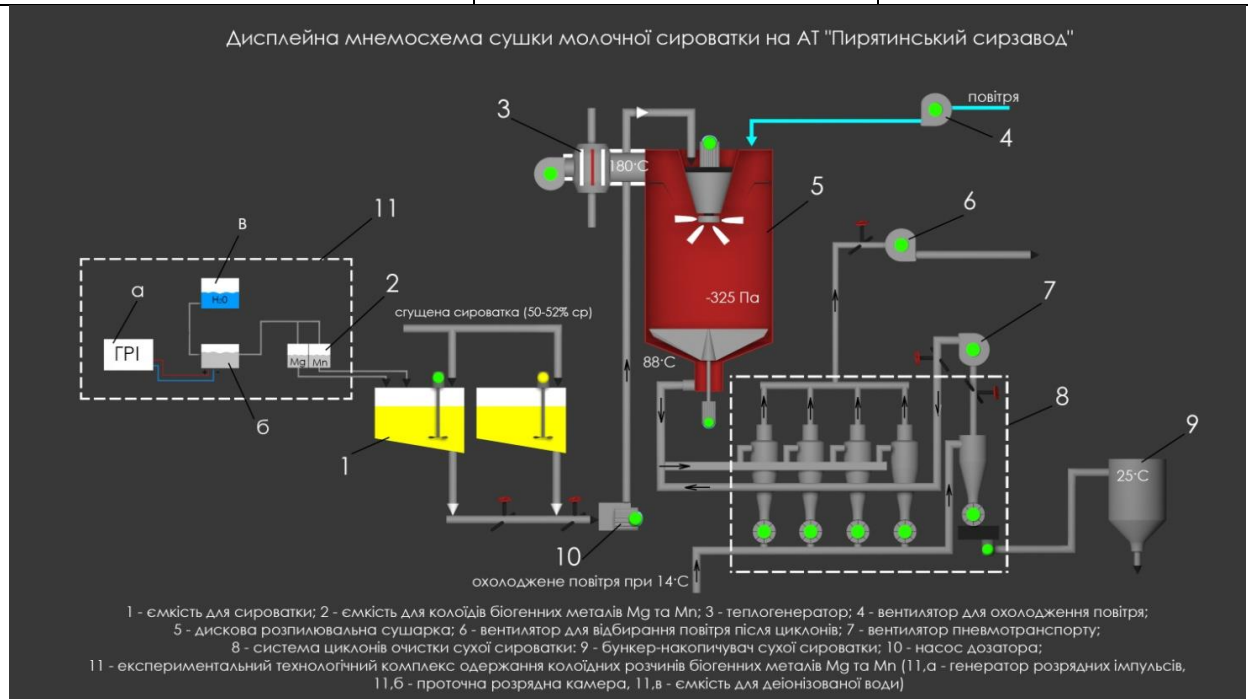 Дисплейна мнемосхема сушки молочної сироватки на АТ "Пирятинський сирзавод"
повітря
3
4
180°С
5
6
в
11
-325 Па
Н₂0
а
2
сгущена сироватка (50-52% ср)
7
ГРІ
Mg
Mn
88°С
8
б
9
1
25°С
10
охолоджене повітря при 14°С
1 - ємкість для сироватки; 2 - ємкість для колоїдів біогенних металів Mg та Mn; 3 - теплогенератор; 4 - вентилятор для охолодження повітря;
5 - дискова розпилювальна сушарка; 6 - вентилятор для відбирання повітря після циклонів; 7 - вентилятор пневмотранспорту;
8 - система циклонів очистки сухої сироватки: 9 - бункер-накопичувач сухої сироватки; 10 - насос дозатора;
11 - експериментальний технологічний комплекс одержання колоїдних розчинів біогенних металів Mg та Mn (11,а - генератор розрядних імпульсів,
11,б - проточна розрядна камера, 11,в - ємкість для деіонізованої води)